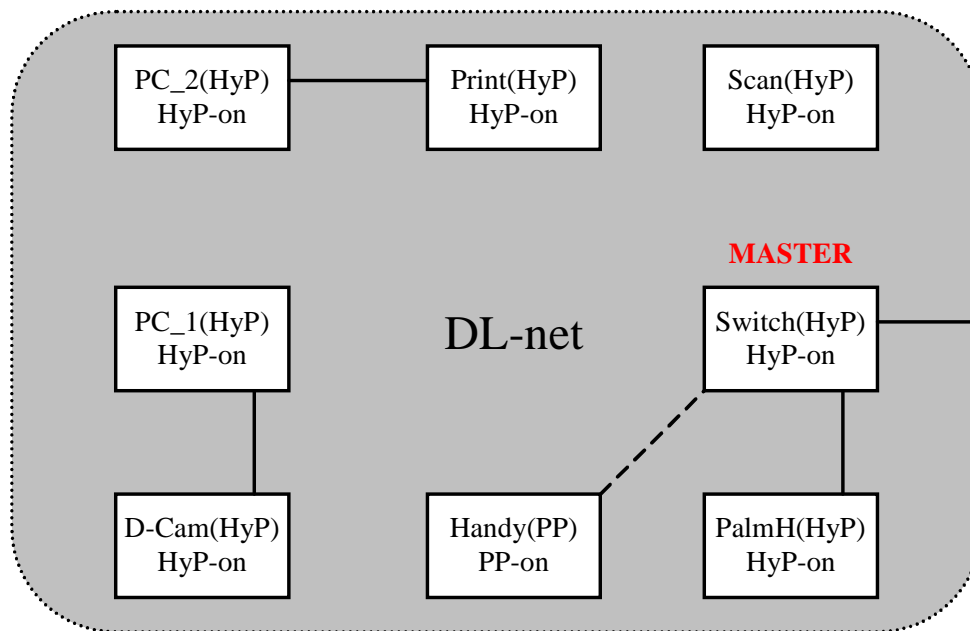 PC_2(HyP)
HyP-on
Print(HyP)
HyP-on
Scan(HyP)
HyP-on
MASTER
PC_1(HyP)
HyP-on
DL-net
Switch(HyP)
HyP-on
D-Cam(HyP)
HyP-on
Handy(PP)
PP-on
PalmH(HyP)
HyP-on